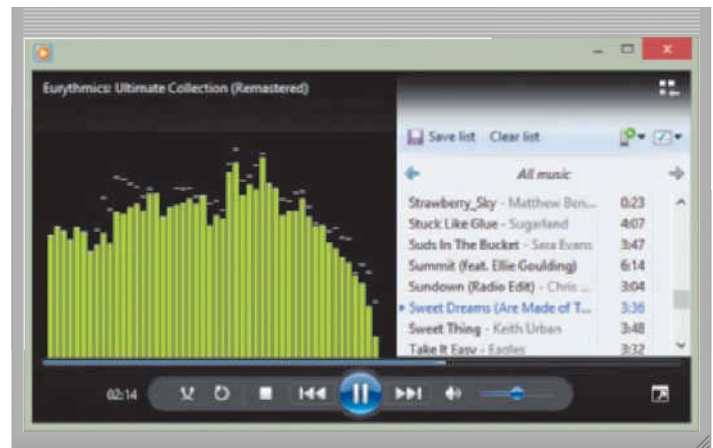 Eurythmics: Ultimate Collection (Remastered)
Save list Clear list
All music
Strawberry_Sky - Matthew Ben... 0:23
Stuck Like Glue - Sugarland 4:07
Suds In The Bucket - Sara Evans 3:47
Summit (feat. Ellie Goulding) 6:14
Sundown (Radio Edit) - Chris ... 3:04
Sweet Dreams (Are Made of T... 3:36
Sweet Thing - Keith Urban 3:48
Take It Easy - Eagles 3:32
02:14